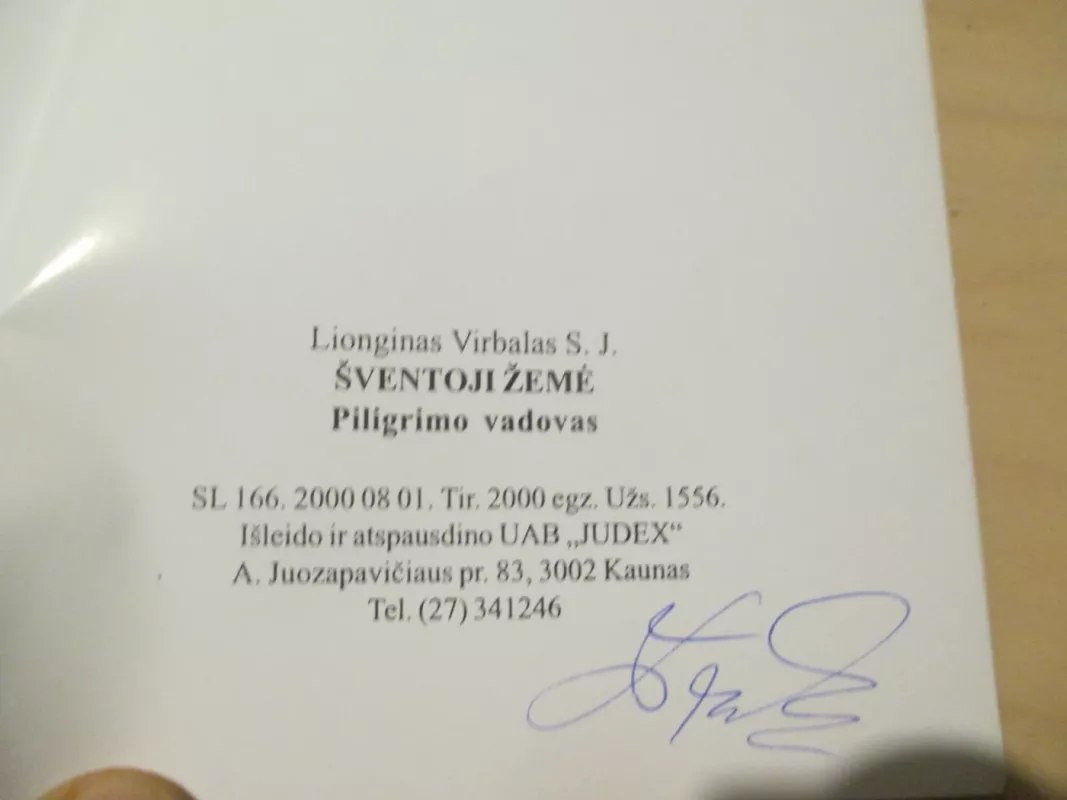 Lionginas Virbalas S. J.
ŠVENTOJI ŽEMĖ
Piligrimo vadovas
SL 166. 2000 08 01. Tir. 2000 egz. Užs. 1556.
Išleido ir atspausdino UAB „JUDEX“
A. Juozapavičiaus pr. 83, 3002 Kaunas
Tel. (27) 341246